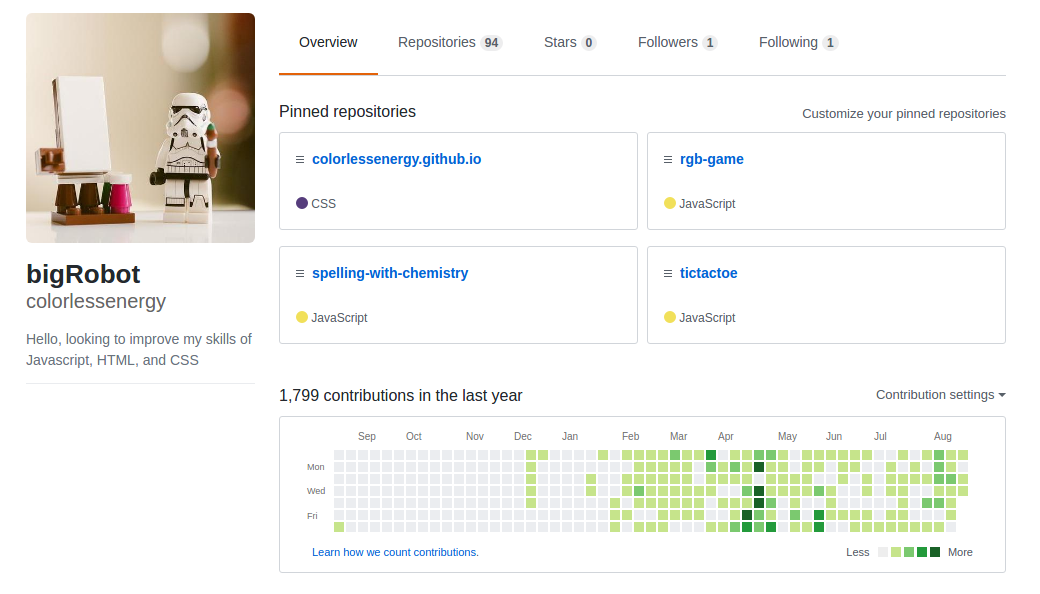 Overview Repositories 94 Stars 0 Followers 1 Following 1
bigRobot
colorlessenergy
Hello, looking to improve my skills of
Javascript, HTML, and CSS
Pinned repositories Customize your pinned repositories
colorlessenergy.github.io
CSS
rgb-game
JavaScript
spelling-with-chemistry
JavaScript
tictactoe
JavaScript
1,799 contributions in the last year Contribution settings
Sep Oct Nov Dec Jan Feb Mar Apr May Jun Jul Aug
Mon
Wed
Fri
Learn how we count contributions. Less More